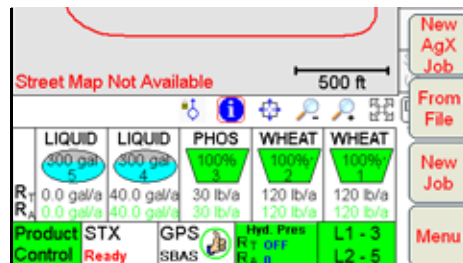 New
AgX
Job
Street Map Not Available
500 ft
From
File
LIQUID LIQUID PHOS WHEAT WHEAT
300 gal 300 gal 100% 100% 100%
5 4 3 2 1
RT 0.0 gal/a 40.0 gal/a 30 lb/a 120 lb/a 120 lb/a
RA 0.0 gal/a 40.0 gal/a 30 lb/a 120 lb/a 120 lb/a
New
Job
Product STX GPS Hyd. Pres L1 - 3
RT OFF
Control Ready SBAS RA 0 L2 - 5
Menu